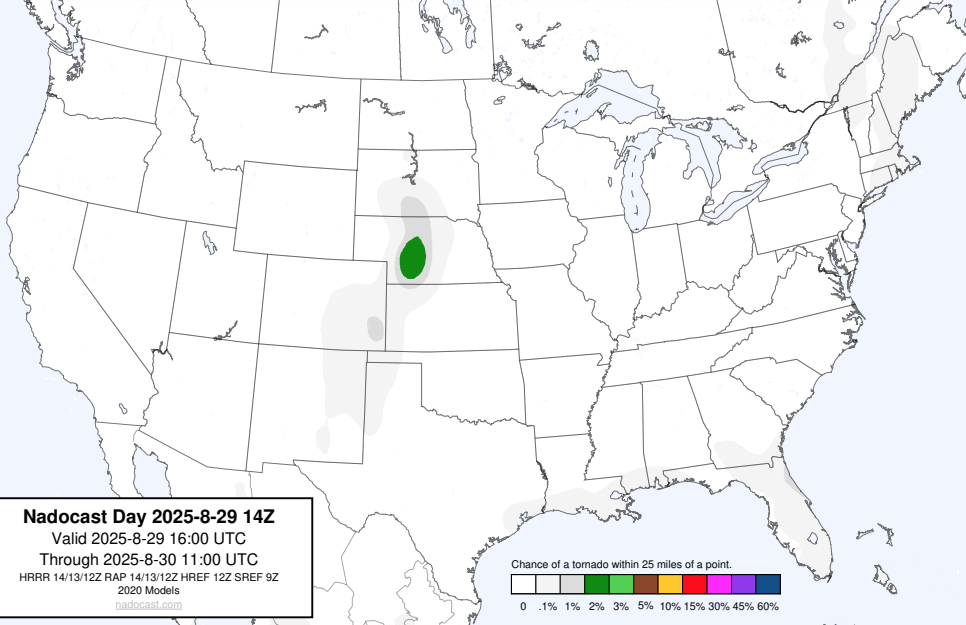 Nadocast Day 2025-8-29 14Z
Valid 2025-8-29 16:00 UTC
Through 2025-8-30 11:00 UTC
HRRR 14/13/12Z RAP 14/13/12Z HREF 12Z SREF 9Z
2020 Models
nadocast.com
Chance of a tornado within 25 miles of a point.
0 .1% 1% 2% 3% 5% 10% 15% 30% 45% 60%